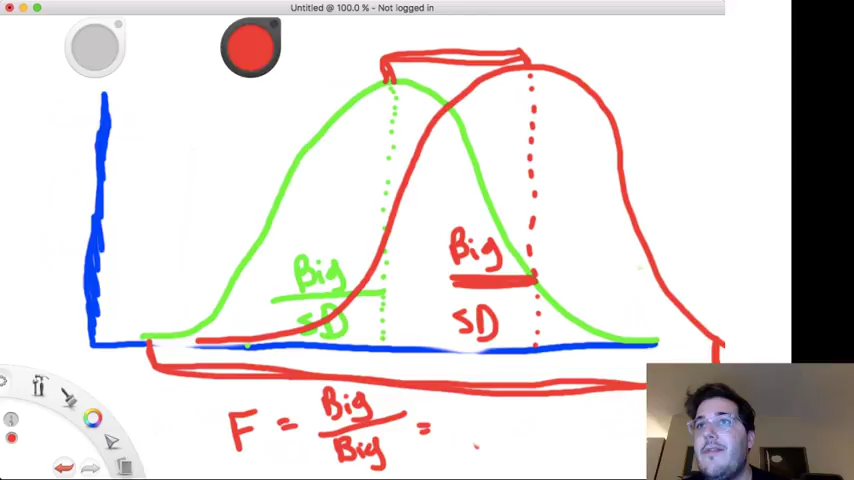 Untitled @ 100.0 % - Not logged in
Big
SD
Big
SD
F = Big / Big =